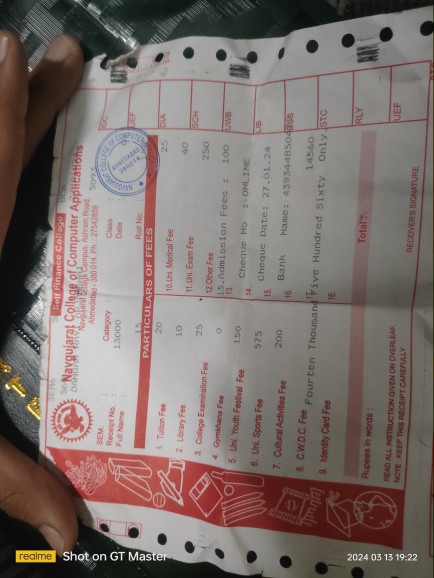 Self Finance College
Navgujarat College of Computer Applications
Navgujarat College Campus, Ashram Road,
Ahmedabad - 380 014. Ph.: 27542859
SEM.
Receipt No. :
Full Name :
Category :
Class
Date
Roll No.
13000
15
PARTICULARS OF FEES
1. Tuition Fee 20
2. Library Fee 10
3. College Examination Fee 25
4. Gymkhana Fee 0
5. Uni. Youth Festival Fee 150
6. Uni. Sports Fee 575
7. Cultural Activities Fee 200
8. C.W.D.C. Fee
9. Identity Card Fee
10. Uni. Medical Fee 25
11. Uni. Exam Fee 40
12. Other Fee 250
13. 15.Admission Fees : 100
14. Cheque No : ONLINE
15. Cheque Date: 27.01.24
16. Bank Name:
17. 14560
18.
Fourten Thousand Five Hundred Sixty Only.
Total :
Rupees in words :
READ ALL INSTRUCTION GIVEN ON OVERLEAF
NOTE : KEEP THIS RECEIPT CAREFULLY
RECEIVER'S SIGNATURE
DIA
SCH
UWB
UB
STC
RLY
UEF
NAVGUJARAT COLLEGE OF COMPUTER
AHMEDABAD
380014
realme
Shot on GT Master
2024 03 13 19:22